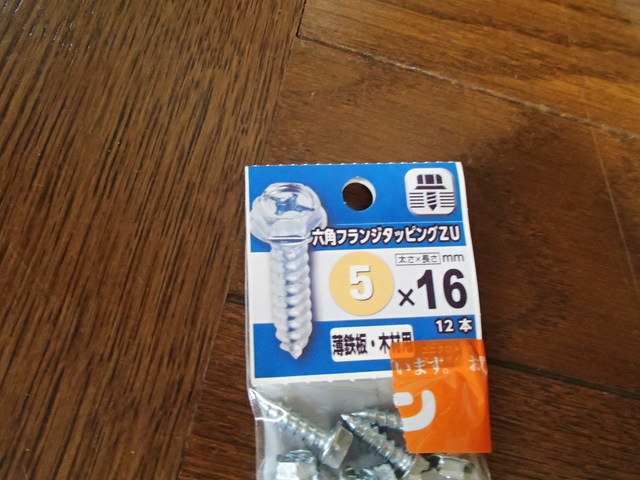 六角フランジタッピングZU
太さ×長さ mm
5×16
12本
薄鉄板・木材用
います。